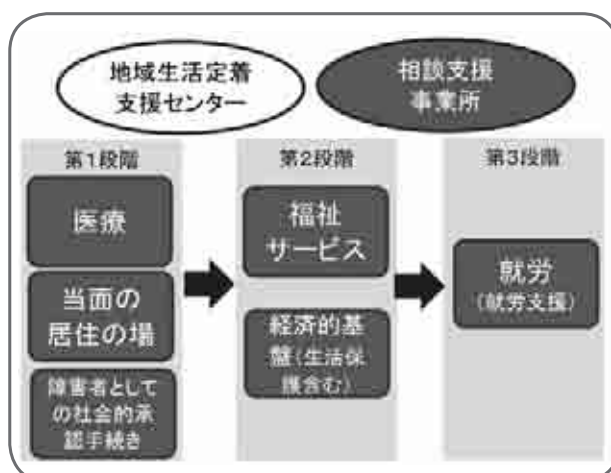 地域生活定着
支援センター
相談支援
事業所
第1段階
医療
当面の
居住の場
障害者として
の社会的承
認手続き
第2段階
福祉
サービス
経済的基
盤(生活保
護含む)
第3段階
就労
(就労支援)